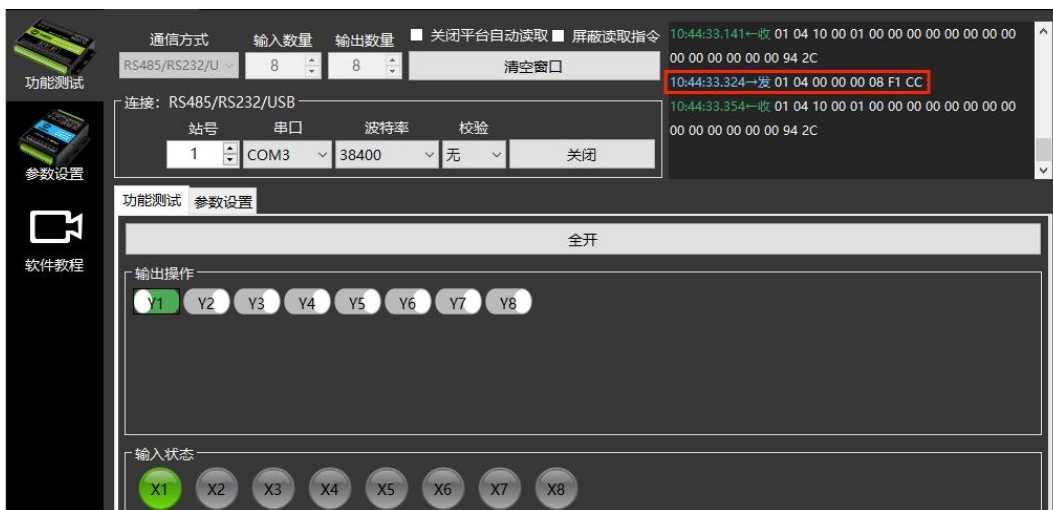 功能测试
参数设置
软件教程
通信方式 输入数量 输出数量 关闭平台自动读取 屏蔽读取指令
RS485/RS232/U 8 8 清空窗口
连接：RS485/RS232/USB
站号 串口 波特率 校验
1 COM3 38400 无 关闭
10:44:33.141←收 01 04 10 00 01 00 00 00 00 00 00 00 00
00 00 00 00 00 00 94 2C
10:44:33.324→发 01 04 00 00 00 08 F1 CC
10:44:33.354←收 01 04 10 00 01 00 00 00 00 00 00 00 00
00 00 00 00 00 00 94 2C
功能测试 参数设置
全开
输出操作
Y1 Y2 Y3 Y4 Y5 Y6 Y7 Y8
输入状态
X1 X2 X3 X4 X5 X6 X7 X8